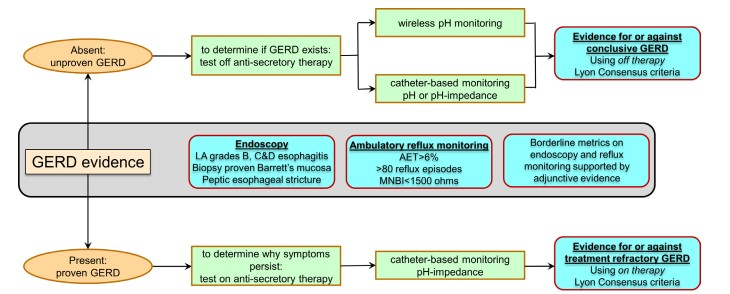 Absent:
unproven GERD
to determine if GERD exists:
test off anti-secretory therapy
wireless pH monitoring
catheter-based monitoring
pH or pH-impedance
Evidence for or against
conclusive GERD
Using off therapy
Lyon Consensus criteria
GERD evidence
Endoscopy
LA grades B, C&D esophagitis
Biopsy proven Barrett's mucosa
Peptic esophageal stricture
Ambulatory reflux monitoring
AET>6%
>80 reflux episodes
MNBI<1500 ohms
Borderline metrics on
endoscopy and reflux
monitoring supported by
adjunctive evidence
Present:
proven GERD
to determine why symptoms
persist:
test on anti-secretory therapy
catheter-based monitoring
pH-impedance
Evidence for or against
treatment refractory GERD
Using on therapy
Lyon Consensus criteria